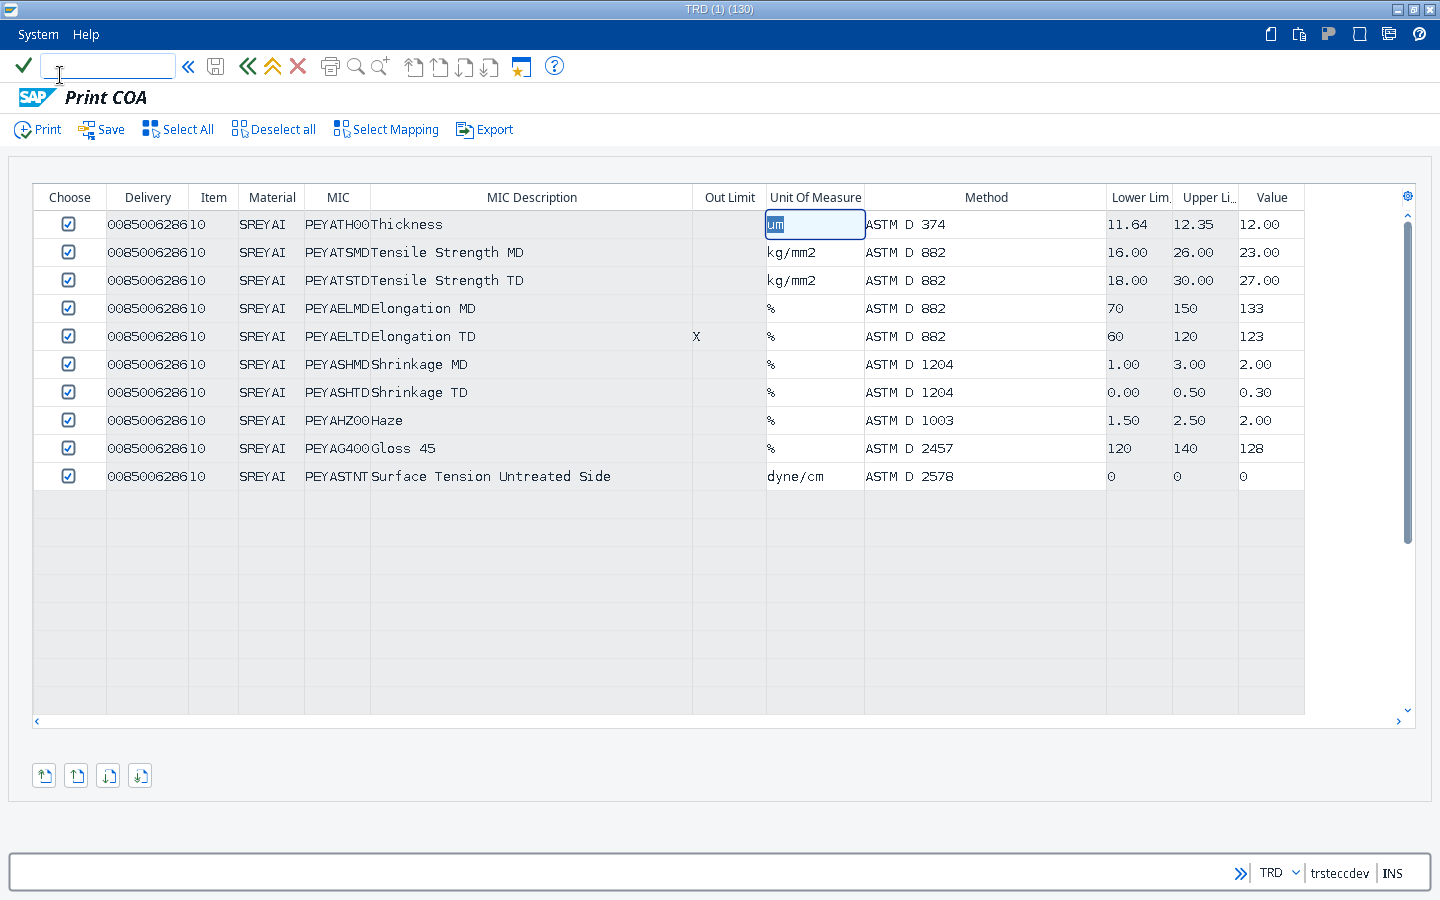 TRD (1) (130)
System Help
SAP Print COA
Print Save Select All Deselect all Select Mapping Export
Choose Delivery Item Material MIC MIC Description Out Limit Unit Of Measure Method Lower Lim. Upper Li... Value
0085006286 10 SREYAI PEYATH00 Thickness um ASTM D 374 11.64 12.35 12.00
0085006286 10 SREYAI PEYATSMD Tensile Strength MD kg/mm2 ASTM D 882 16.00 26.00 23.00
0085006286 10 SREYAI PEYATSTD Tensile Strength TD kg/mm2 ASTM D 882 18.00 30.00 27.00
0085006286 10 SREYAI PEYAELMD Elongation MD % ASTM D 882 70 150 133
0085006286 10 SREYAI PEYAELTD Elongation TD X % ASTM D 882 60 120 123
0085006286 10 SREYAI PEYASHMD Shrinkage MD % ASTM D 1204 1.00 3.00 2.00
0085006286 10 SREYAI PEYASHTD Shrinkage TD % ASTM D 1204 0.00 0.50 0.30
0085006286 10 SREYAI PEYAHZ00 Haze % ASTM D 1003 1.50 2.50 2.00
0085006286 10 SREYAI PEYAG400 Gloss 45 % ASTM D 2457 120 140 128
0085006286 10 SREYAI PEYASTNT Surface Tension Untreated Side dyne/cm ASTM D 2578 0 0 0
TRD trsteccdev INS